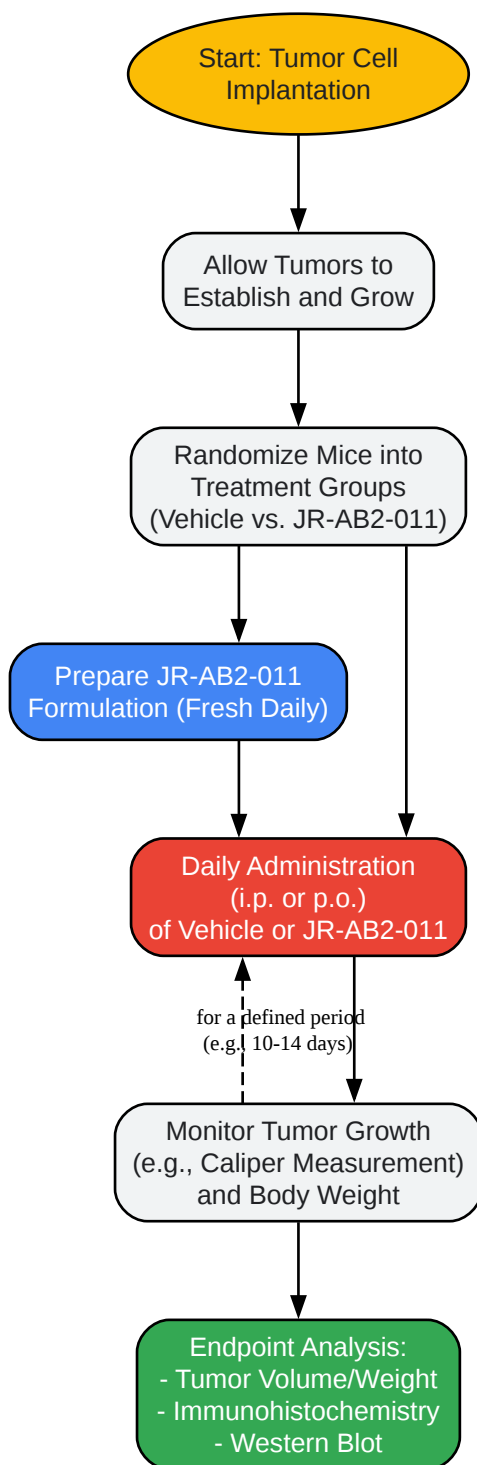 Start: Tumor Cell
Implantation
Allow Tumors to
Establish and Grow
Randomize Mice into
Treatment Groups
(Vehicle vs. JR-AB2-011)
Prepare JR-AB2-011
Formulation (Fresh Daily)
Daily Administration
(i.p. or p.o.)
of Vehicle or JR-AB2-011
for a defined period
(e.g., 10-14 days)
Monitor Tumor Growth
(e.g., Caliper Measurement)
and Body Weight
Endpoint Analysis:
- Tumor Volume/Weight
- Immunohistochemistry
- Western Blot